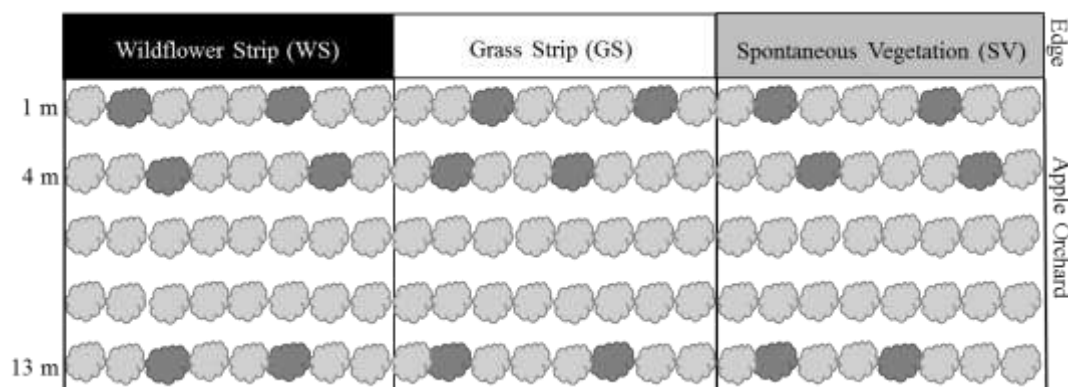 Wildflower Strip (WS)
Grass Strip (GS)
Spontaneous Vegetation (SV)
Edge
1 m
4 m
13 m
Apple Orchard